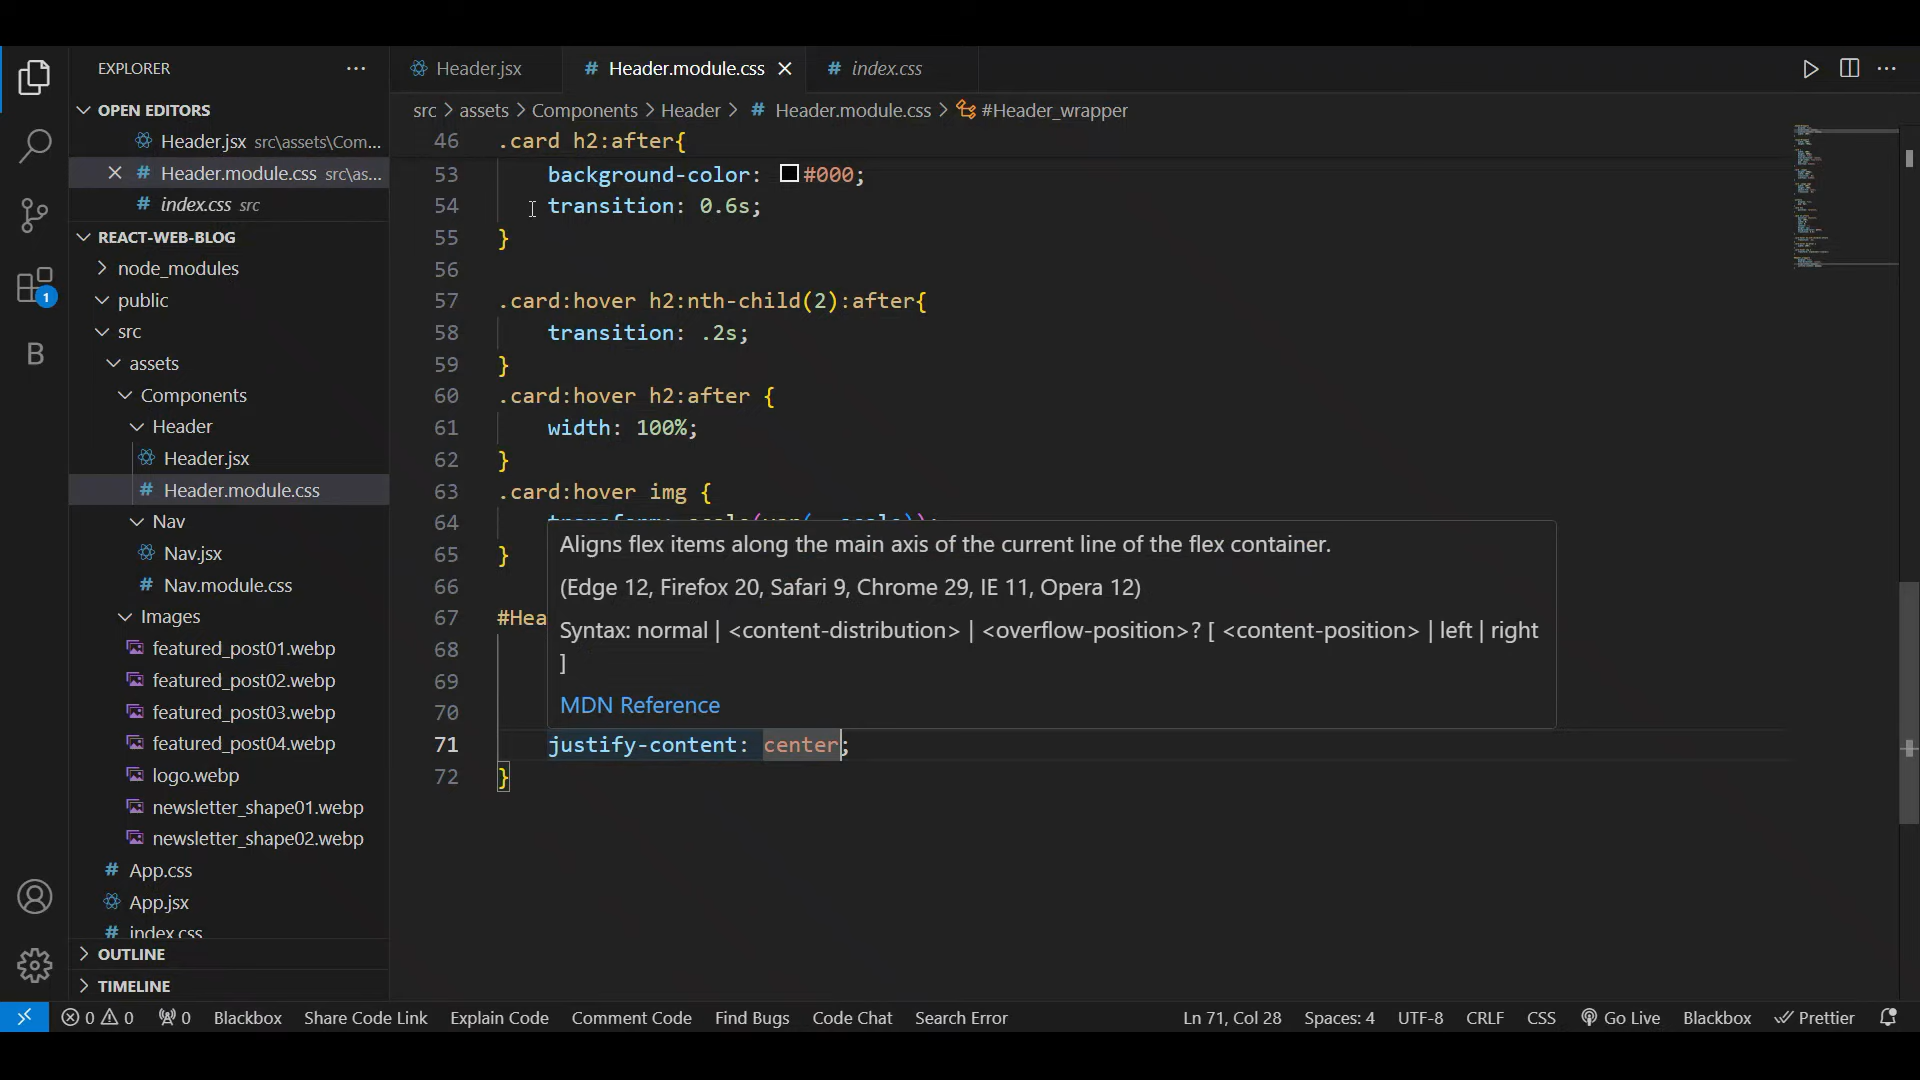 EXPLORER
OPEN EDITORS
Header.jsx src\assets\Com...
Header.module.css src\as...
index.css src
REACT-WEB-BLOG
node_modules
public
src
assets
Components
Header
Header.jsx
Header.module.css
Nav
Nav.jsx
Nav.module.css
Images
featured_post01.webp
featured_post02.webp
featured_post03.webp
featured_post04.webp
logo.webp
newsletter_shape01.webp
newsletter_shape02.webp
App.css
App.jsx
index.css
OUTLINE
TIMELINE
1
B
Header.jsx
Header.module.css
index.css
src > assets > Components > Header > # Header.module.css > #Header_wrapper
46 .card h2:after{
53 background-color: #000;
54 transition: 0.6s;
55 }
56
57 .card:hover h2:nth-child(2):after{
58 transition: .2s;
59 }
60 .card:hover h2:after {
61 width: 100%;
62 }
63 .card:hover img {
64 transform: scale(var(--scale));
65 }
66
67 #Hea
68
69
70
71 justify-content: center;
72 }
Aligns flex items along the main axis of the current line of the flex container.
(Edge 12, Firefox 20, Safari 9, Chrome 29, IE 11, Opera 12)
Syntax: normal | <content-distribution> | <overflow-position>? [ <content-position> | left | right
]
MDN Reference
0 0 0 Blackbox Share Code Link Explain Code Comment Code Find Bugs Code Chat Search Error Ln 71, Col 28 Spaces: 4 UTF-8 CRLF CSS Go Live Blackbox Prettier